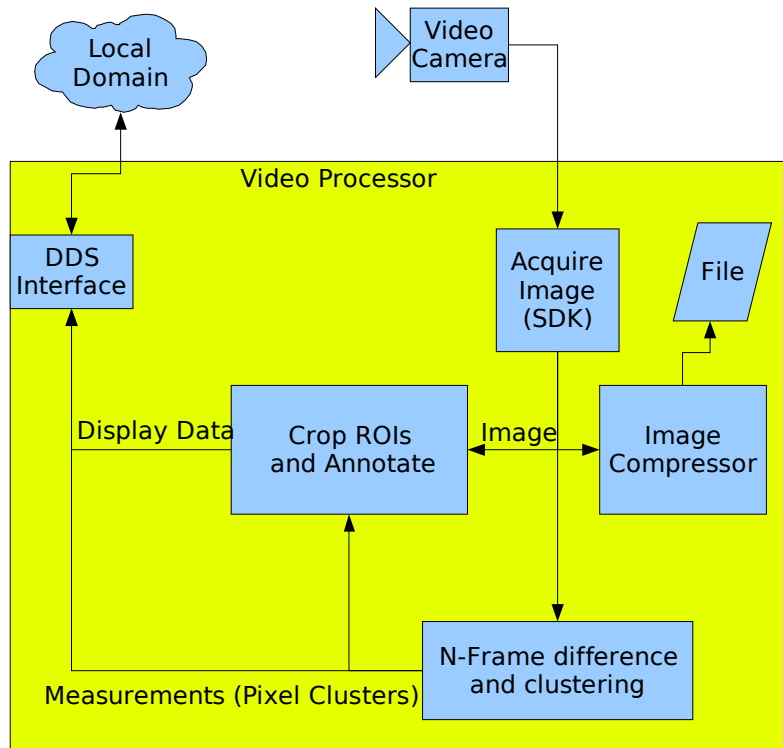 Local
Domain
Video
Camera
Video Processor
DDS
Interface
Acquire
Image
(SDK)
File
Display Data
Crop ROIs
and Annotate
Image
Image
Compressor
N-Frame difference
and clustering
Measurements (Pixel Clusters)